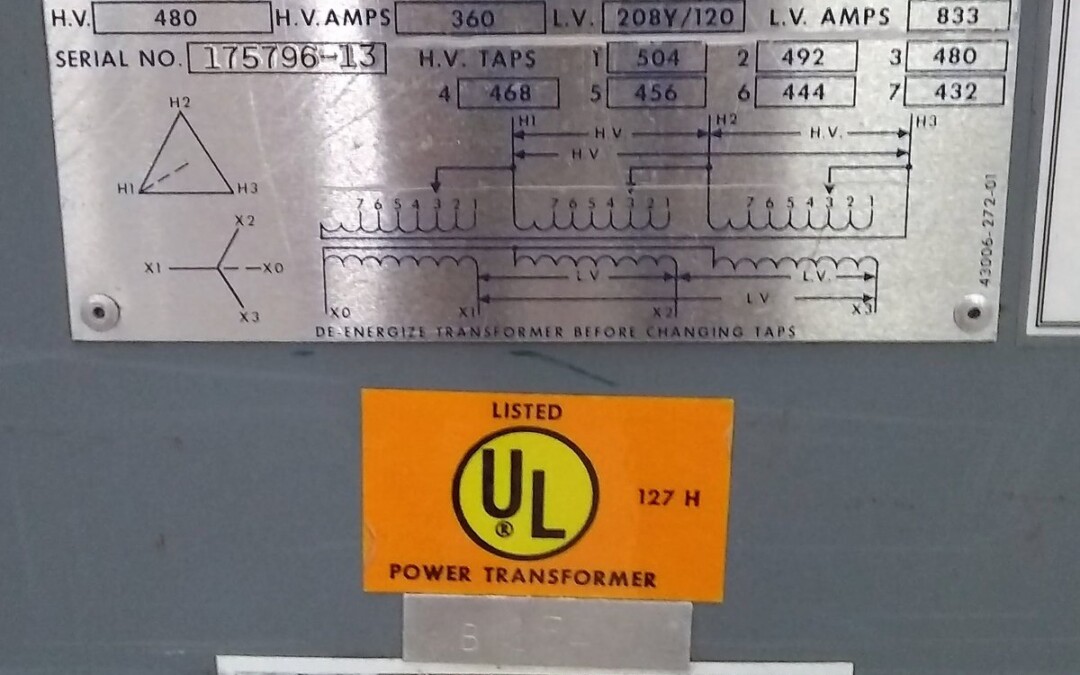 H.V. 480 H.V. AMPS 360 L.V. 208Y/120 L.V. AMPS 833
SERIAL NO. 175796-13 H.V. TAPS 1 504 2 492 3 480
4 468 5 456 6 444 7 432
H2
H1 H3
X2
X1 X0
X3
H1 H2 H3
H V H.V.
H V
7 6 5 4 3 2 1 7 6 5 4 3 2 1 7 6 5 4 3 2 1
L V L.V.
L V
X0 X1 X2 X3
DE-ENERGIZE TRANSFORMER BEFORE CHANGING TAPS
43006-272-01
LISTED
UL
®
127 H
POWER TRANSFORMER